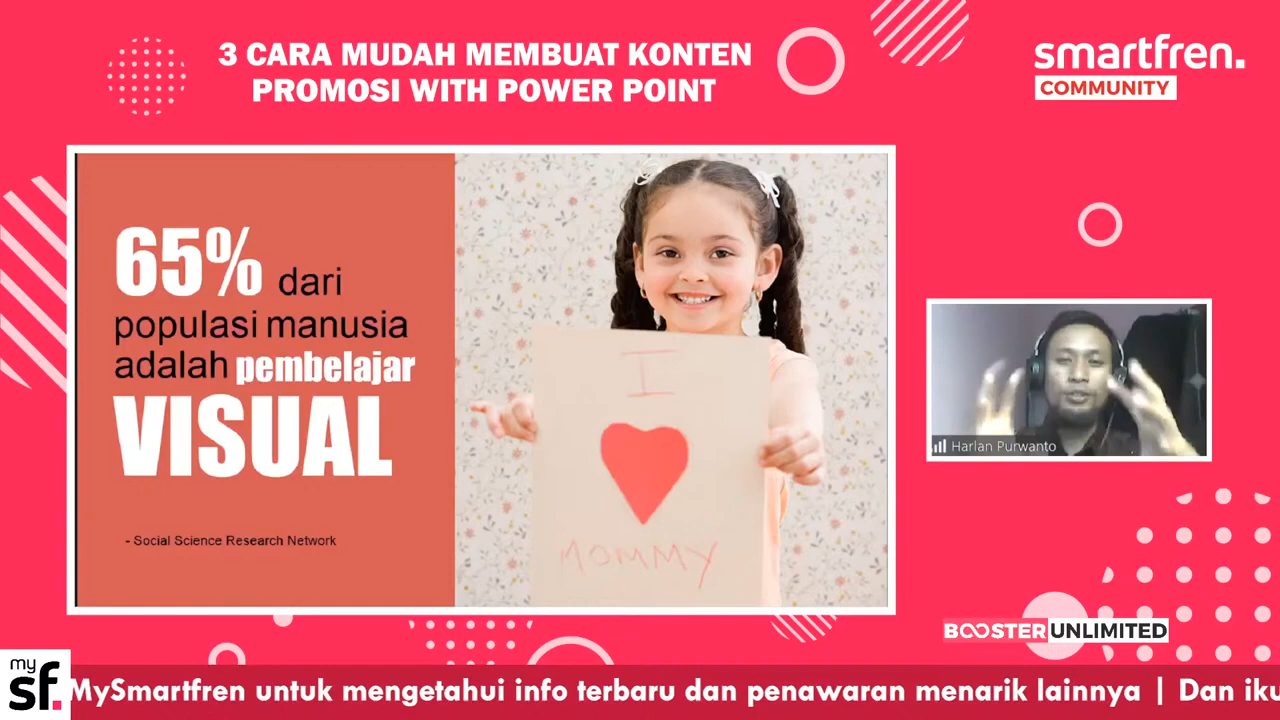 3 CARA MUDAH MEMBUAT KONTEN
PROMOSI WITH POWER POINT
smartfren.
COMMUNITY
65% dari
populasi manusia
adalah pembelajar
VISUAL
- Social Science Research Network
I
MOMMY
Harlan Purwanto
BOOSTER UNLIMITED
my
sf.
MySmartfren untuk mengetahui info terbaru dan penawaran menarik lainnya | Dan iku